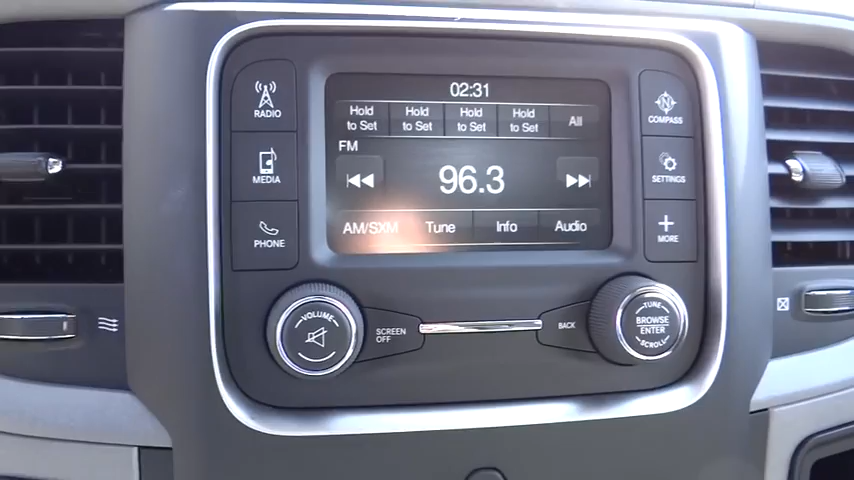 02:31
RADIO
Hold to Set
Hold to Set
Hold to Set
Hold to Set
All
COMPASS
FM
MEDIA
96.3
SETTINGS
PHONE
AM/SXM
Tune
Info
Audio
MORE
VOLUME
SCREEN OFF
BACK
TUNE
BROWSE
ENTER
SCROLL